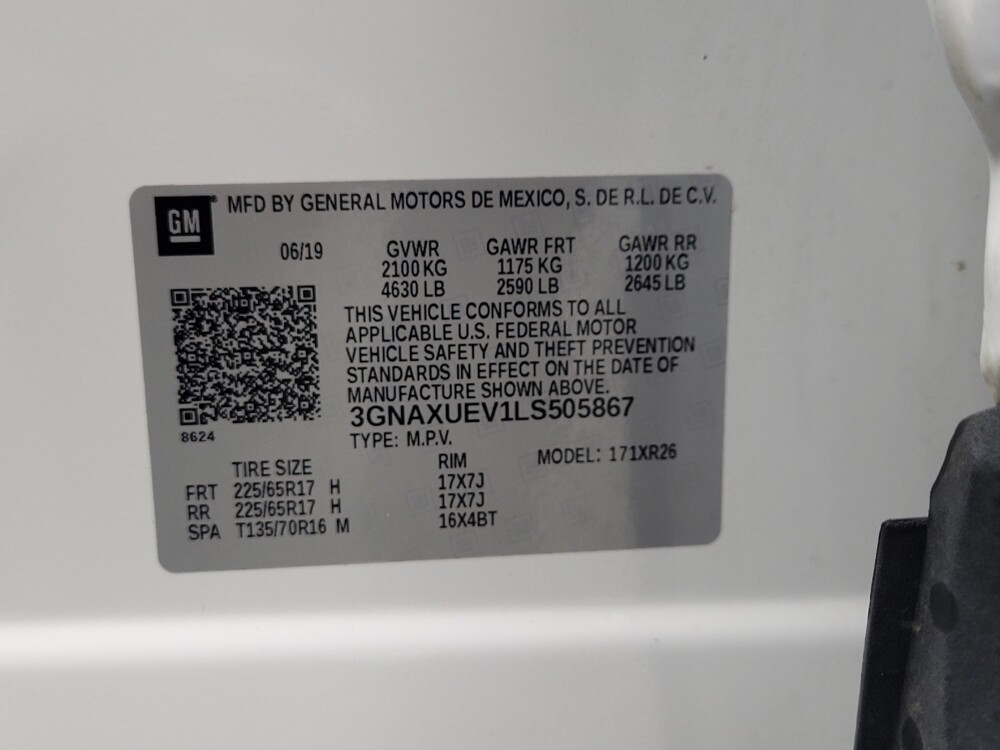 GM MFD BY GENERAL MOTORS DE MEXICO, S. DE R.L. DE C.V.
06/19 GVWR GAWR FRT GAWR RR
2100 KG 1175 KG 1200 KG
4630 LB 2590 LB 2645 LB
THIS VEHICLE CONFORMS TO ALL
APPLICABLE U.S. FEDERAL MOTOR
VEHICLE SAFETY AND THEFT PREVENTION
STANDARDS IN EFFECT ON THE DATE OF
MANUFACTURE SHOWN ABOVE.
3GNAXUEV1LS505867
8624
TYPE: M.P.V.
TIRE SIZE RIM MODEL: 171XR26
FRT 225/65R17 H 17X7J
RR 225/65R17 H 17X7J
SPA T135/70R16 M 16X4BT